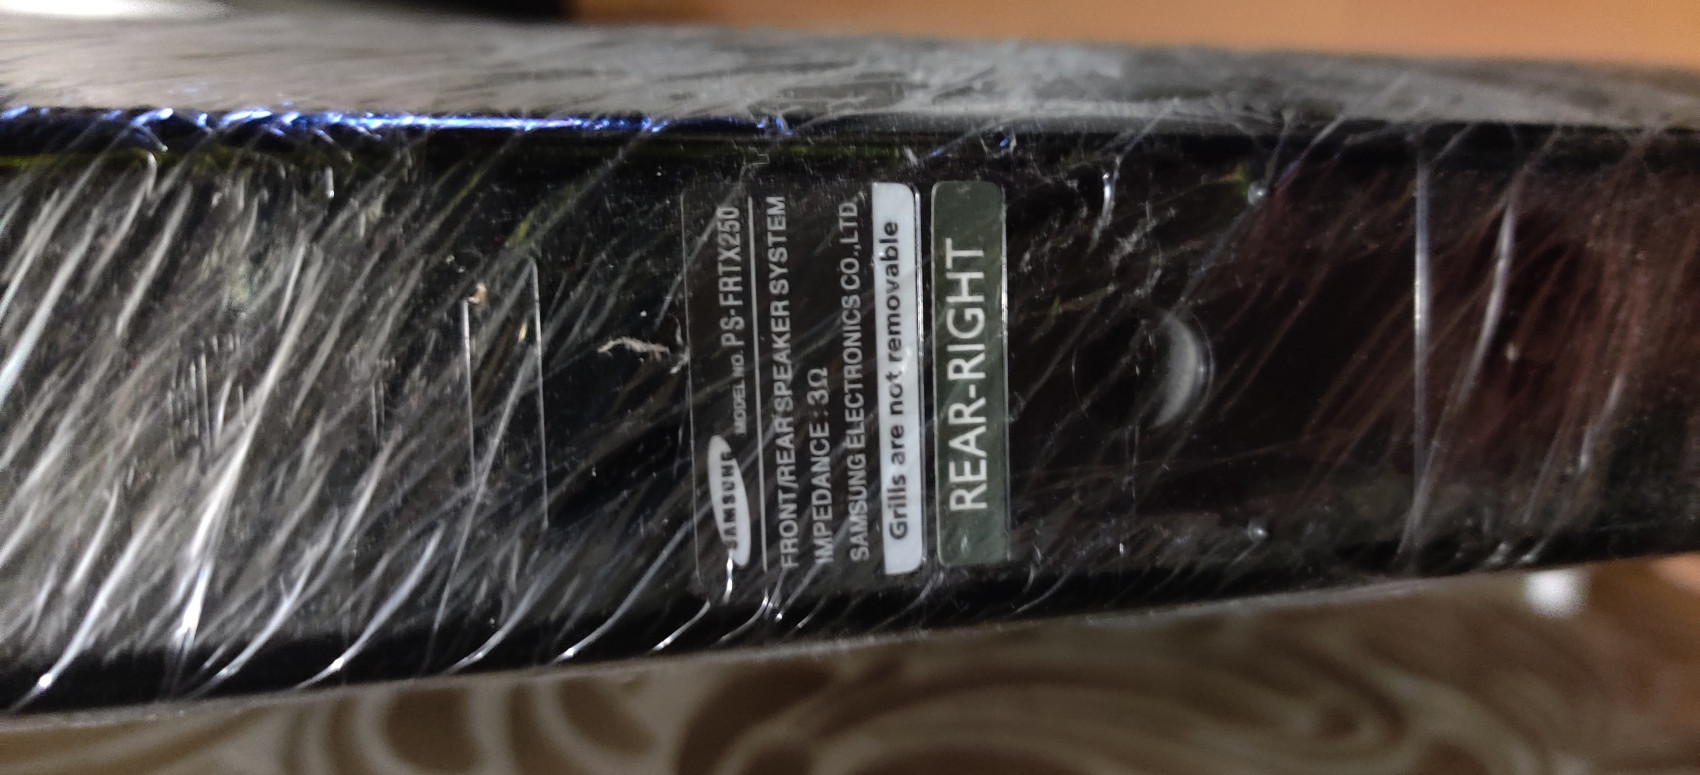 SAMSUNG MODEL NO. PS-FRTX250
FRONT/REAR SPEAKER SYSTEM
IMPEDANCE : 3Ω
SAMSUNG ELECTRONICS CO.,LTD.
Grills are not removable
REAR-RIGHT